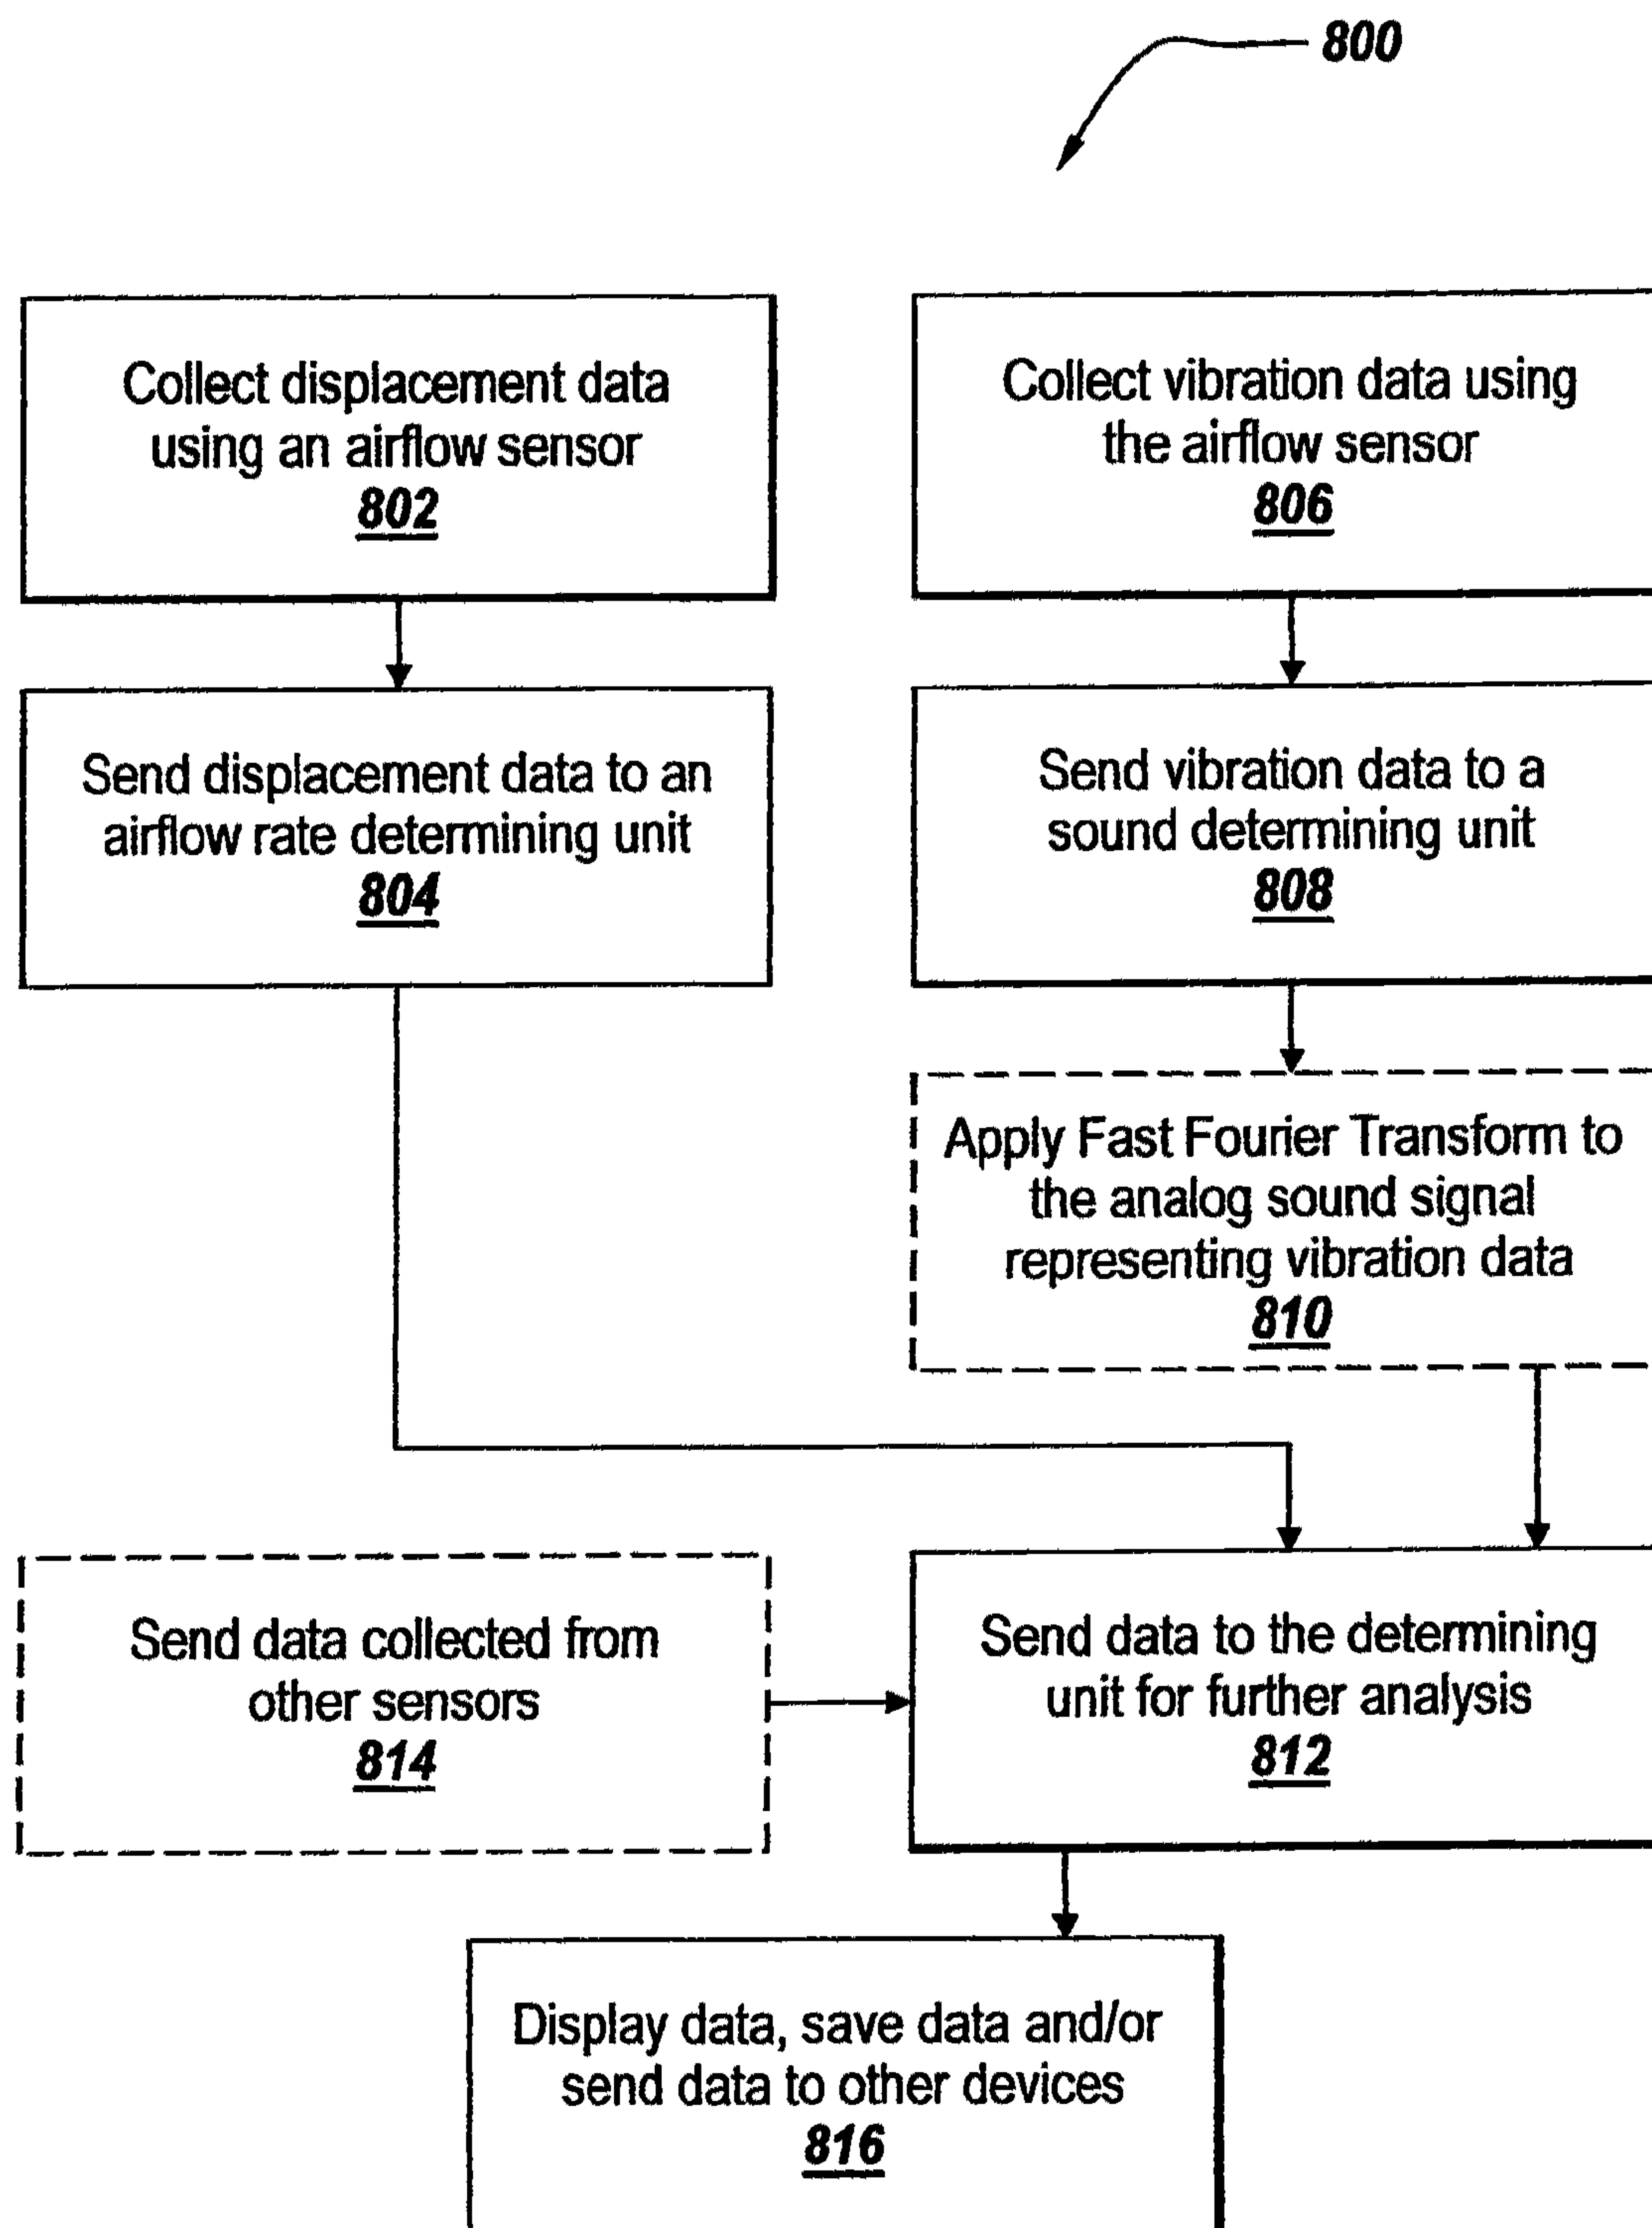 800
Collect displacement data
using an airflow sensor
802
Collect vibration data using
the airflow sensor
806
Send displacement data to an
airflow rate determining unit
804
Send vibration data to a
sound determining unit
808
Apply Fast Fourier Transform to
the analog sound signal
representing vibration data
810
Send data collected from
other sensors
814
Send data to the determining
unit for further analysis
812
Display data, save data and/or
send data to other devices
816